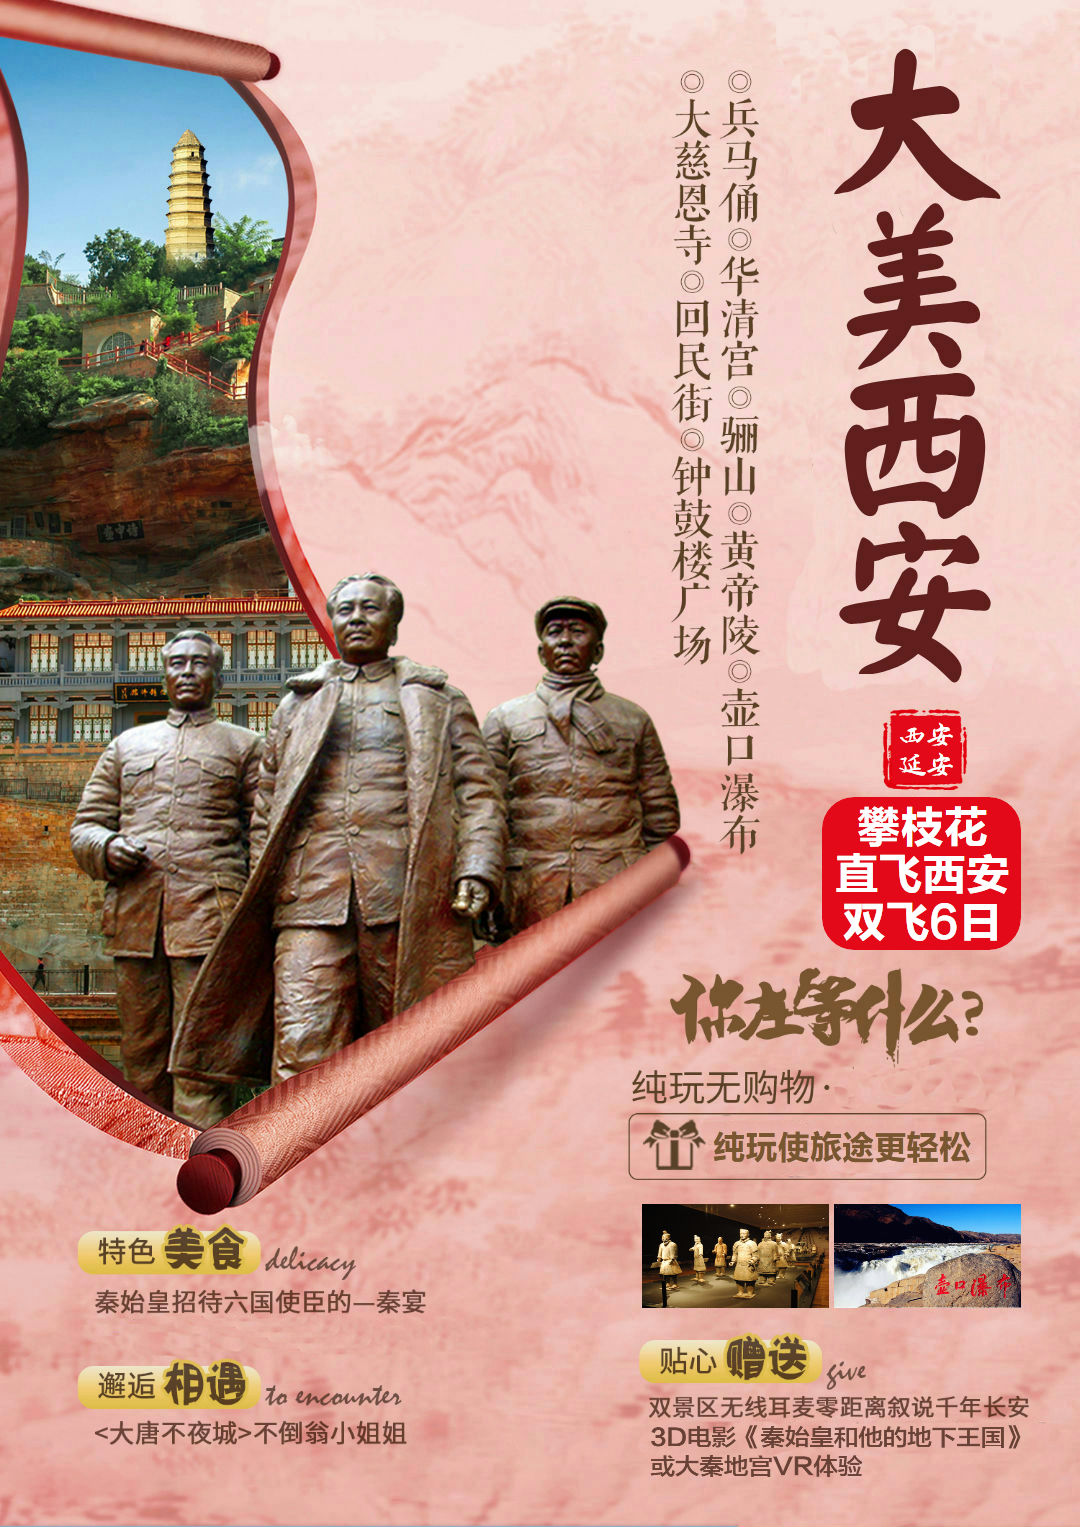 大美西安
◎兵马俑◎华清宫◎骊山◎黄帝陵◎壶口瀑布
◎大慈恩寺◎回民街◎钟鼓楼广场
西安
延安
攀枝花
直飞西安
双飞6日
你在等什么?
纯玩无购物·
纯玩使旅途更轻松
壶口瀑布
特色美食 delicacy
秦始皇招待六国使臣的—秦宴
邂逅相遇 to encounter
<大唐不夜城>不倒翁小姐姐
贴心赠送 give
双景区无线耳麦零距离叙说千年长安
3D电影《秦始皇和他的地下王国》
或大秦地宫VR体验